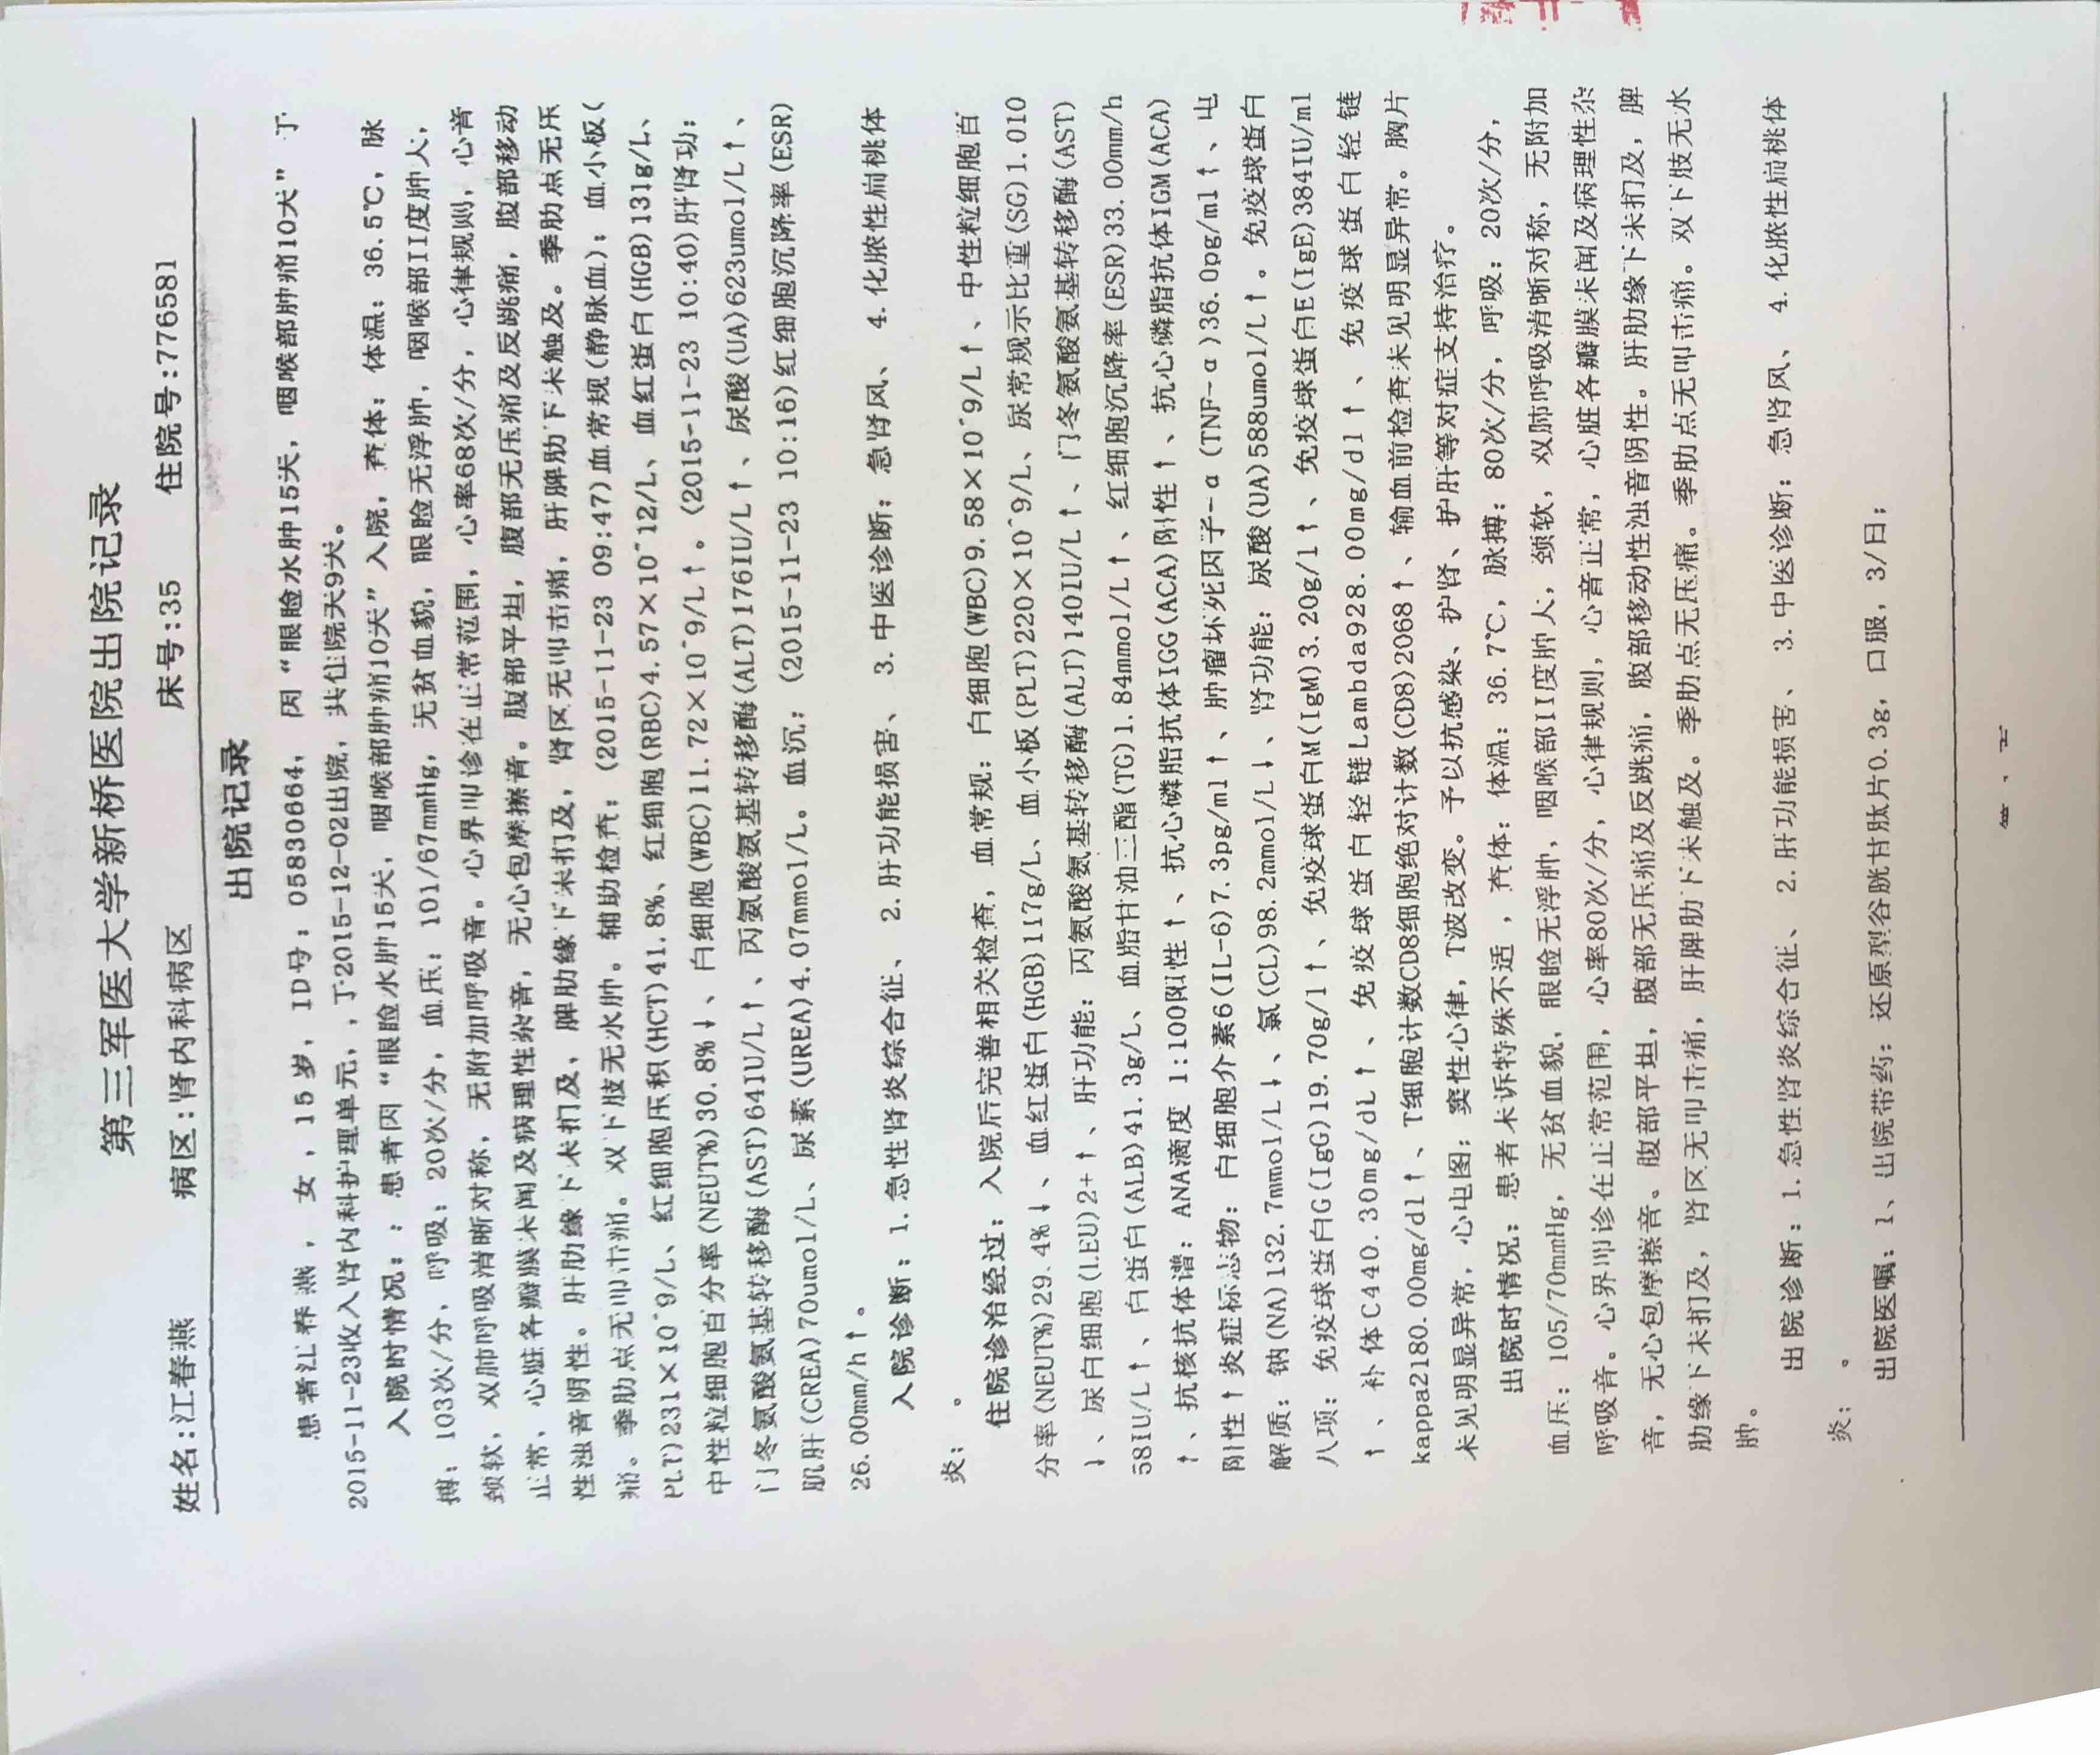 第三军医大学新桥医院出院记录
姓名:江春燕 病区:肾内科病区 床号:35 住院号:776581
出院记录
患者江春燕，女，15岁，ID号：05830664，因“眼睑水肿15天，咽喉部肿痛10天”于
2015-11-23收入肾内科护理单元，，于2015-12-02出院，共住院天9天。
入院时情况：：患者因“眼睑水肿15天，咽喉部肿痛10天”入院，查体：体温：36.5℃，脉
搏：103次/分，呼吸：20次/分，血压：101/67mmHg，无贫血貌，眼睑无浮肿，咽喉部II度肿大，
颈软，双肺呼吸清晰对称，无附加呼吸音。心界叩诊在正常范围，心率68次/分，心律规则，心音
正常，心脏各瓣膜未闻及病理性杂音，无心包摩擦音。腹部平坦，腹部无压痛及反跳痛，腹部移动
性浊音阴性。肝肋缘下未扪及，脾肋缘下未扪及，肾区无叩击痛，肝脾肋下未触及。季肋点无压
痛。季肋点无叩击痛。双下肢无水肿。辅助检查：(2015-11-23 09:47)血常规(静脉血)：血小板(
PLT)231×10^9/L、红细胞压积(HCT)41.8%、红细胞(RBC)4.57×10^12/L、血红蛋白(HGB)131g/L、
中性粒细胞百分率(NEUT%)30.8%↓、白细胞(WBC)11.72×10^9/L↑。(2015-11-23 10:40)肝肾功：
门冬氨酸氨基转移酶(AST)64IU/L↑、丙氨酸氨基转移酶(ALT)176IU/L↑、尿酸(UA)623umol/L↑、
肌酐(CREA)70umol/L、尿素(UREA)4.07mmol/L。血沉：(2015-11-23 10:16)红细胞沉降率(ESR)
26.00mm/h↑。
入院诊断：1.急性肾炎综合征、 2.肝功能损害、 3.中医诊断：急肾风、 4.化脓性扁桃体
炎； 。
住院诊治经过：入院后完善相关检查，血常规：白细胞(WBC)9.58×10^9/L↑、中性粒细胞百
分率(NEUT%)29.4%↓、血红蛋白(HGB)117g/L、血小板(PLT)220×10^9/L、尿常规示比重(SG)1.010
↓、尿白细胞(LEU)2+↑、肝功能：丙氨酸氨基转移酶(ALT)140IU/L↑、门冬氨酸氨基转移酶(AST)
58IU/L↑、白蛋白(ALB)41.3g/L、血脂甘油三酯(TG)1.84mmol/L↑、红细胞沉降率(ESR)33.00mm/h
↑、抗核抗体谱：ANA滴度 1:100阳性↑、抗心磷脂抗体IGG(ACA)阳性↑、抗心磷脂抗体IGM(ACA)
阳性↑炎症标志物：白细胞介素6(IL-6)7.3pg/ml↑、肿瘤坏死因子-α(TNF-α)36.0pg/ml↑、电
解质：钠(NA)132.7mmol/L↓、氯(CL)98.2mmol/L↓、肾功能：尿酸(UA)588umol/L↑。免疫球蛋白
八项：免疫球蛋白G(IgG)19.70g/l↑、免疫球蛋白M(IgM)3.20g/l↑、免疫球蛋白E(IgE)384IU/ml
↑、补体C440.30mg/dL↑、免疫球蛋白轻链Lambda928.00mg/dl↑、免疫球蛋白轻链
kappa2180.00mg/dl↑、T细胞计数CD8细胞绝对计数(CD8)2068↑、输血前检查未见明显异常。胸片
未见明显异常，心电图：窦性心律，T波改变。予以抗感染、护肾、护肝等对症支持治疗。
出院时情况：患者未诉特殊不适，查体：体温：36.7℃，脉搏：80次/分，呼吸：20次/分，
血压：105/70mmHg，无贫血貌，眼睑无浮肿，咽喉部II度肿大，颈软，双肺呼吸清晰对称，无附加
呼吸音。心界叩诊在正常范围，心率80次/分，心律规则，心音正常，心脏各瓣膜未闻及病理性杂
音，无心包摩擦音。腹部平坦，腹部无压痛及反跳痛，腹部移动性浊音阴性。肝肋缘下未扪及，脾
肋缘下未扪及，肾区无叩击痛，肝脾肋下未触及。季肋点无压痛。季肋点无叩击痛。双下肢无水
肿。
出院诊断：1.急性肾炎综合征、 2.肝功能损害、 3.中医诊断：急肾风、 4.化脓性扁桃体
炎； 。
出院医嘱：1、出院带药：还原型谷胱甘肽片0.3g，口服，3/日；